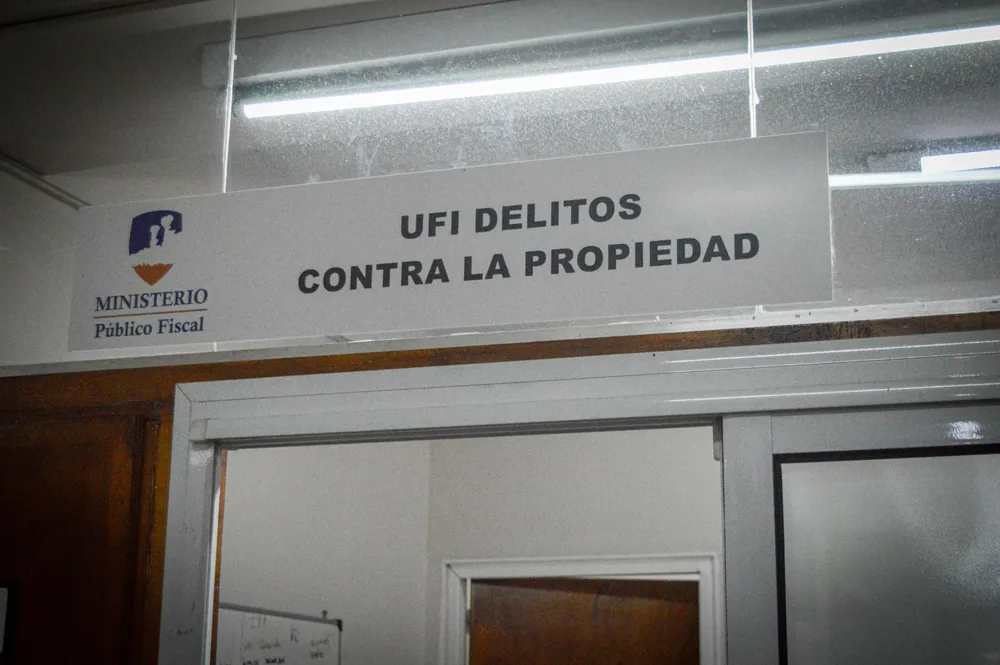 UFI DELITOS
CONTRA LA PROPIEDAD
MINISTERIO
Público Fiscal